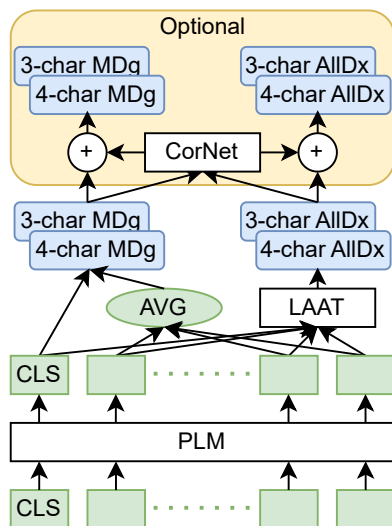 Optional
3-char MDg
4-char MDg
3-char AllDx
4-char AllDx
+
CorNet
+
3-char MDg
4-char MDg
3-char AllDx
4-char AllDx
AVG
LAAT
CLS
PLM
CLS